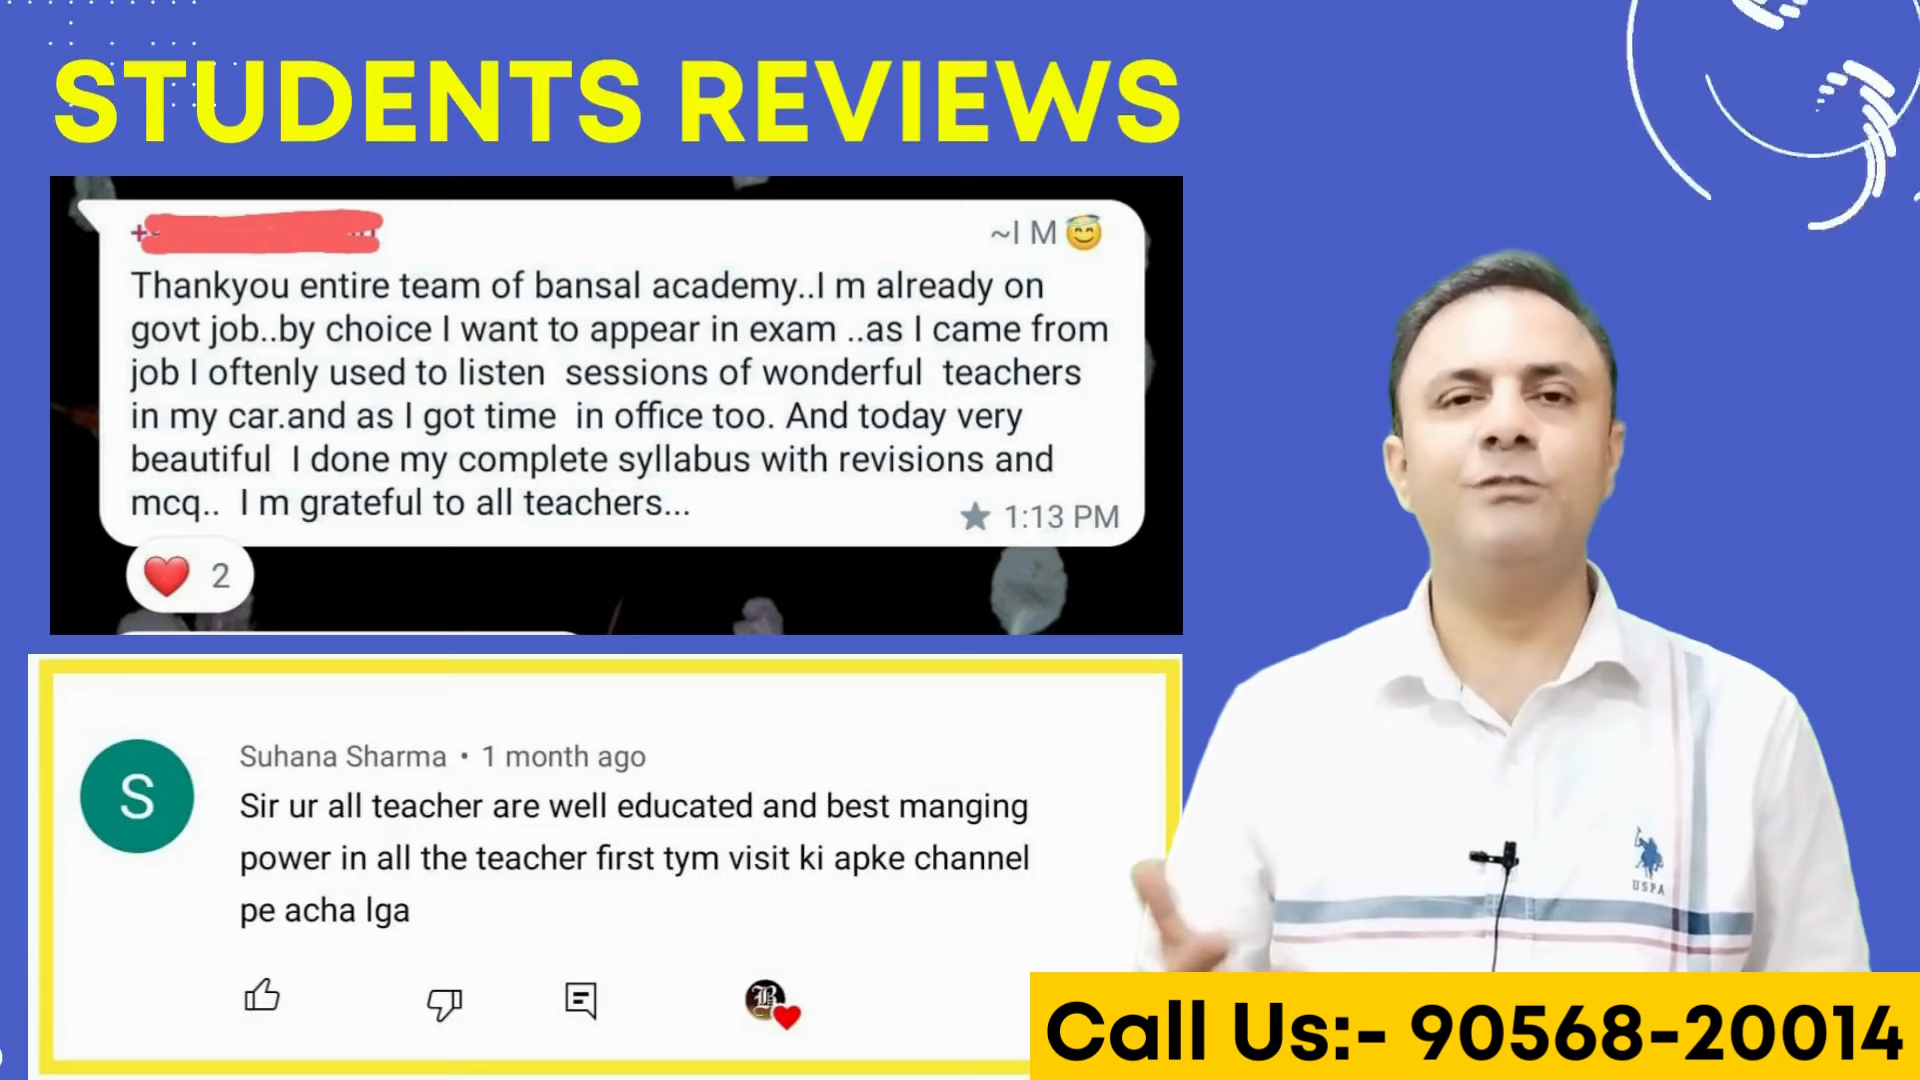 STUDENTS REVIEWS
~I M 😇
Thankyou entire team of bansal academy..I m already on
govt job..by choice I want to appear in exam ..as I came from
job I oftenly used to listen sessions of wonderful teachers
in my car.and as I got time in office too. And today very
beautiful I done my complete syllabus with revisions and
mcq.. I m grateful to all teachers...
★ 1:13 PM
❤️ 2
S
Suhana Sharma • 1 month ago
Sir ur all teacher are well educated and best manging
power in all the teacher first tym visit ki apke channel
pe acha lga
B
USPA
Call Us:- 90568-20014